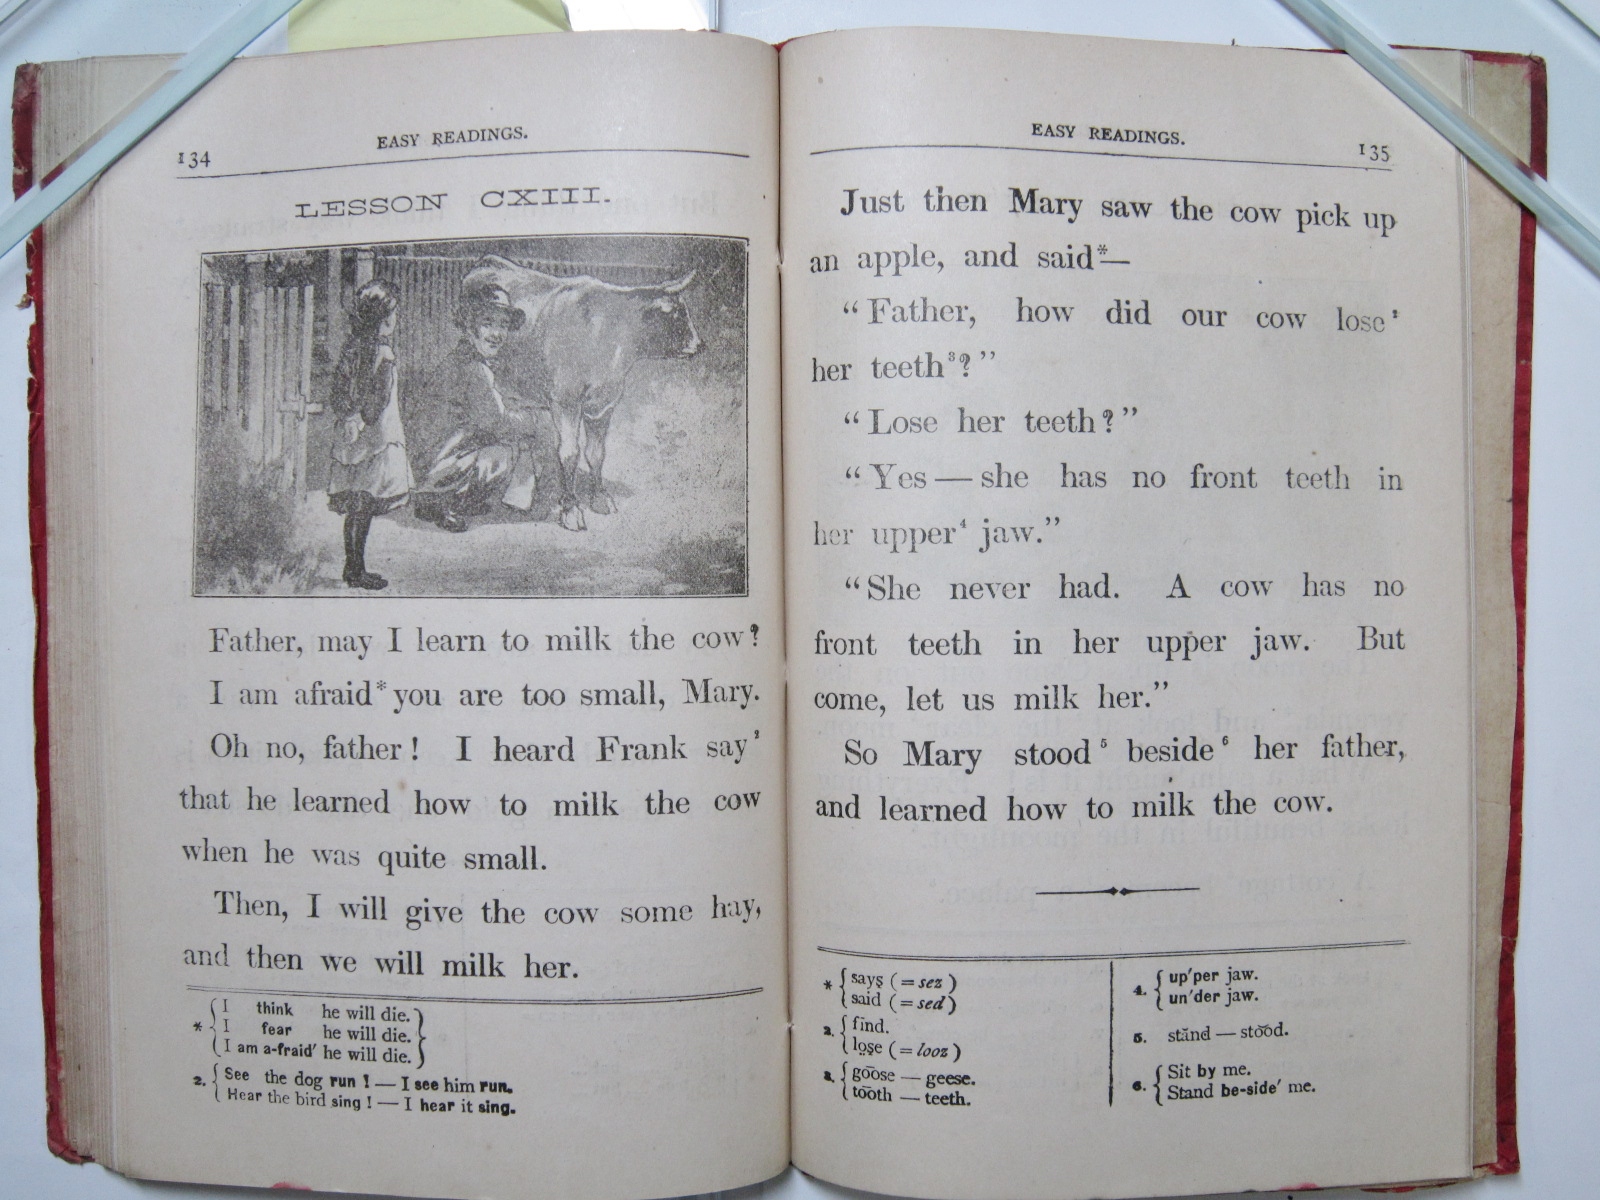 134
EASY READINGS.
LESSON CXIII.
Father, may I learn to milk the cow?
I am afraid* you are too small, Mary.
Oh no, father! I heard Frank say²
that he learned how to milk the cow
when he was quite small.
Then, I will give the cow some hay,
and then we will milk her.
* { I think he will die. }
I fear he will die.
I am a-fraid' he will die.
2. { See the dog run! — I see him run.
Hear the bird sing! — I hear it sing.
EASY READINGS.
135
Just then Mary saw the cow pick up
an apple, and said*—
“Father, how did our cow lose²
her teeth³?”
“Lose her teeth?”
“Yes — she has no front teeth in
her upper⁴ jaw.”
“She never had. A cow has no
front teeth in her upper jaw. But
come, let us milk her.”
So Mary stood⁵ beside⁶ her father,
and learned how to milk the cow.
* { says (= sez)
said (= sed)
2. { find.
lose (= looz)
3. { goose — geese.
tooth — teeth.
4. { up'per jaw.
un'der jaw.
5. stand — stood.
6. { Sit by me.
Stand be-side' me.